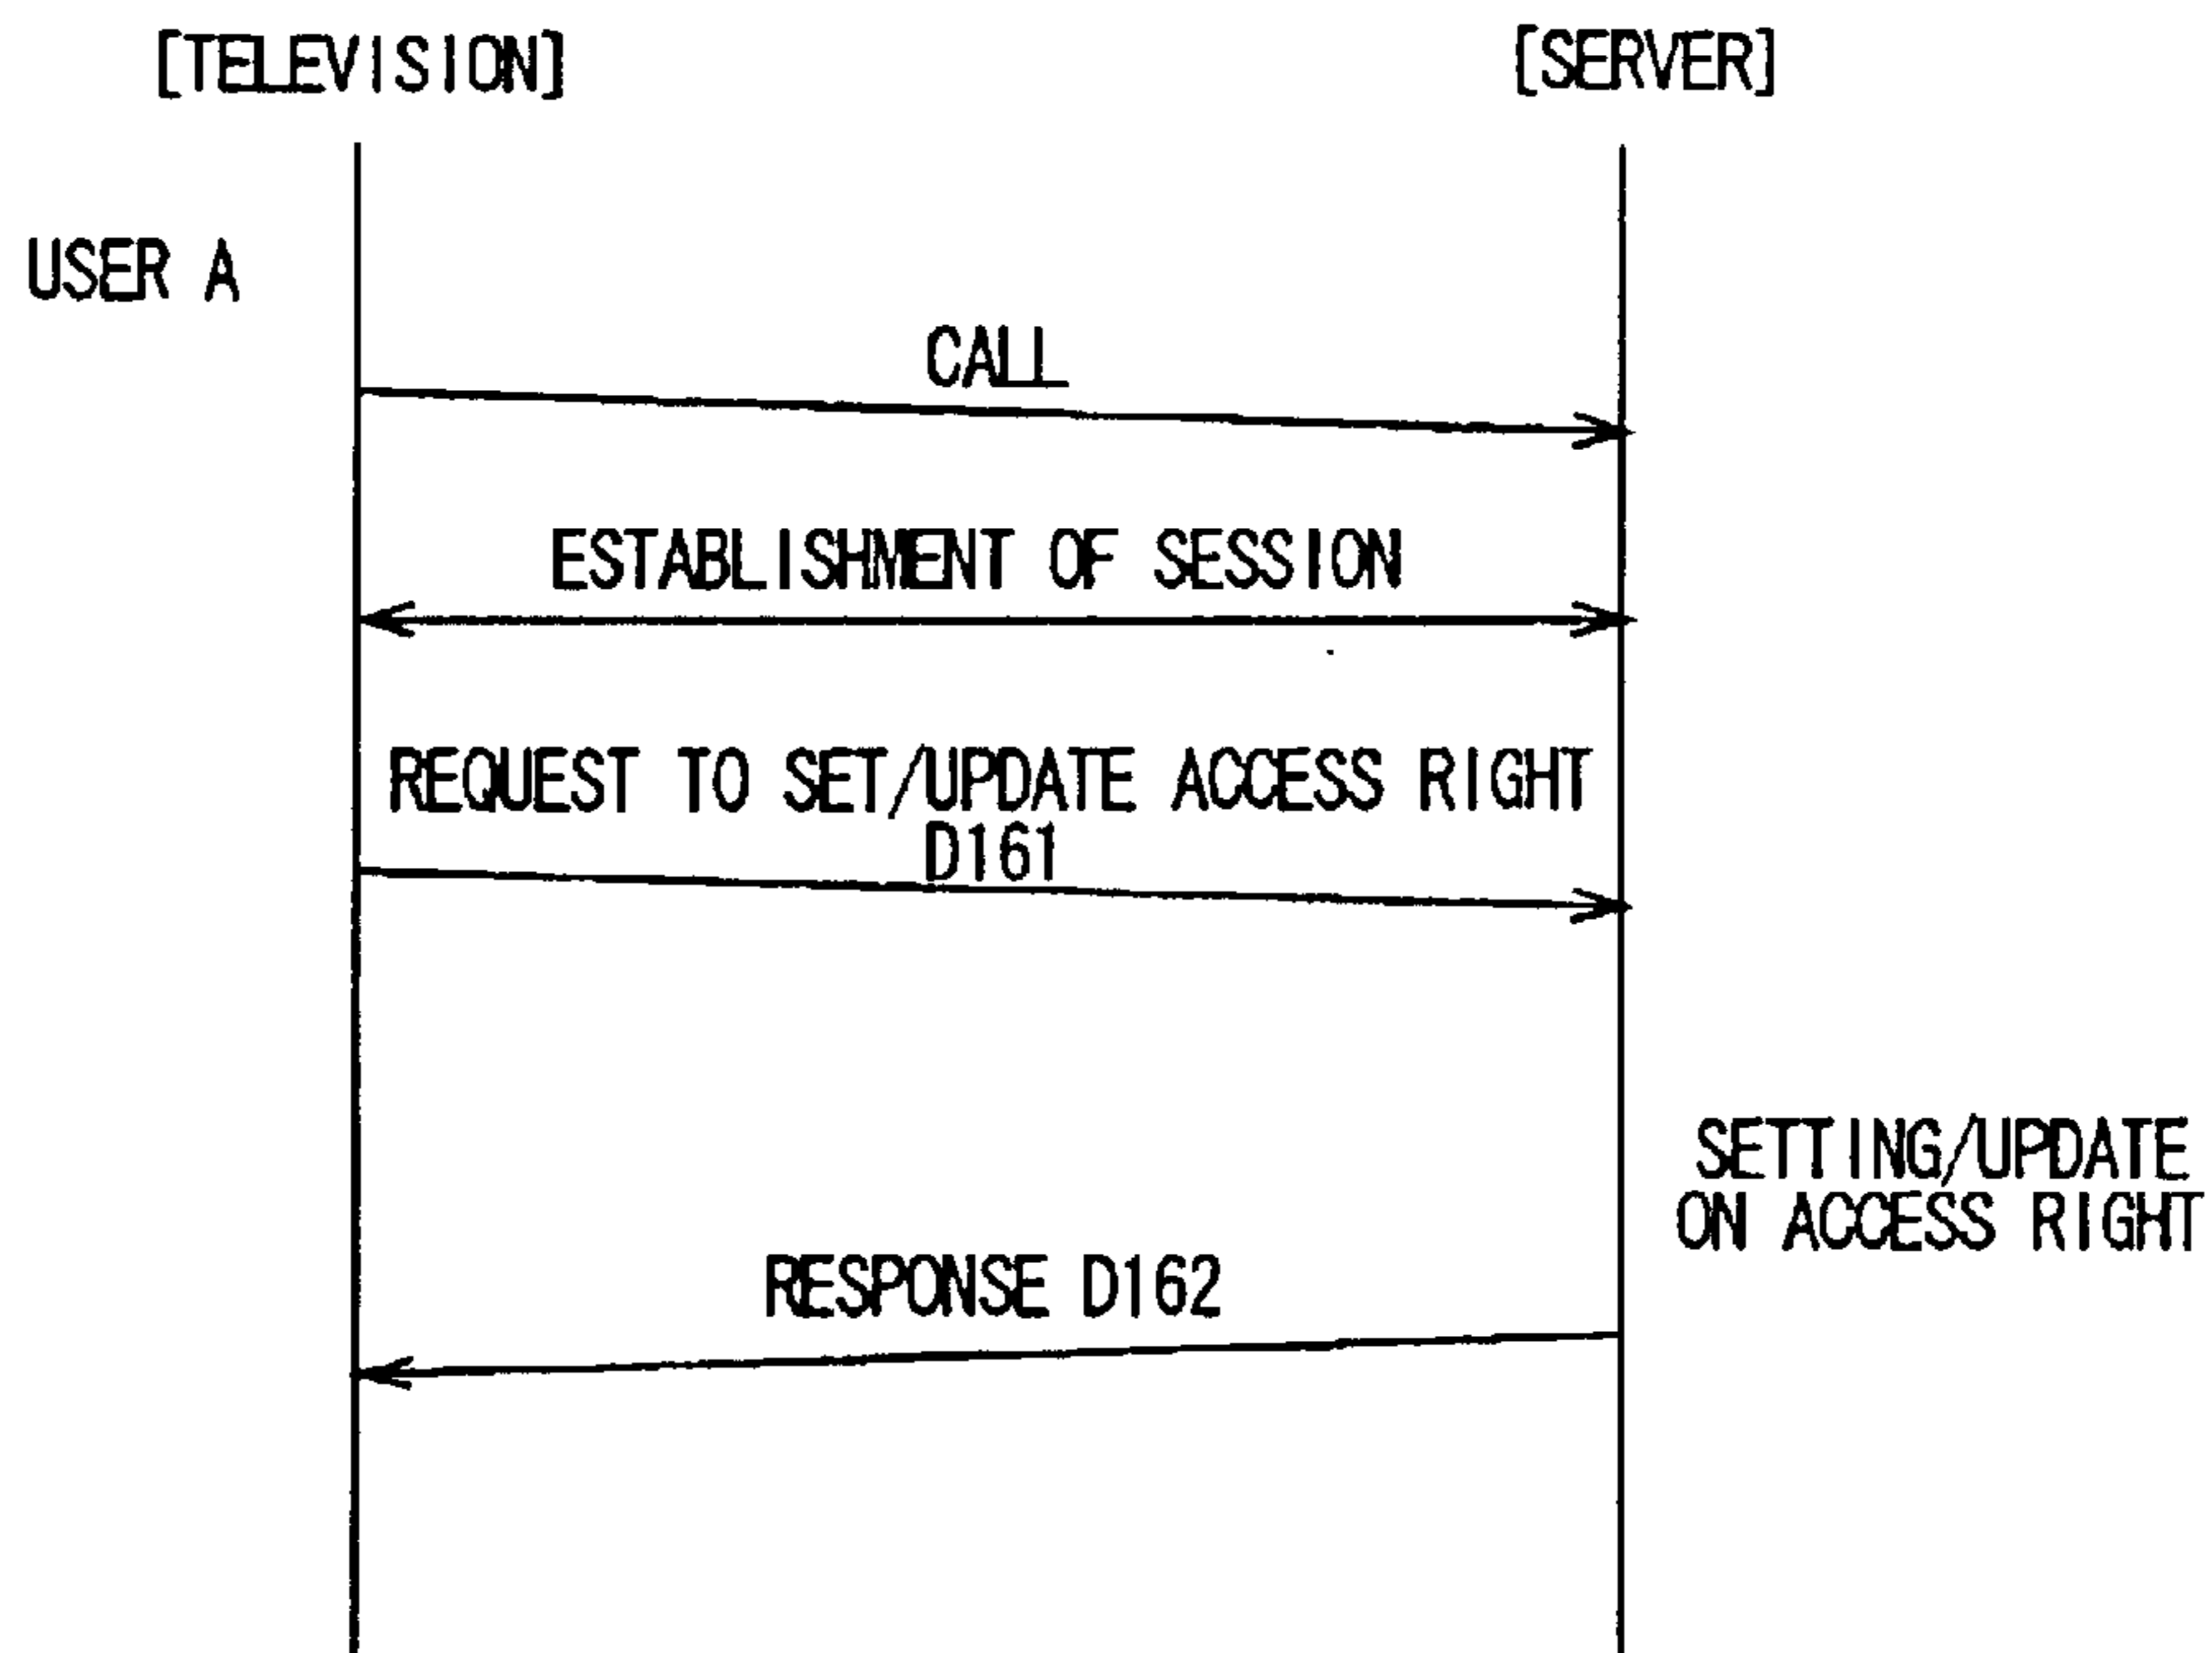 [TELEVISION]
[SERVER]
USER A
CALL
ESTABLISHMENT OF SESSION
REQUEST TO SET/UPDATE ACCESS RIGHT
D161
SETTING/UPDATE
ON ACCESS RIGHT
RESPONSE D162